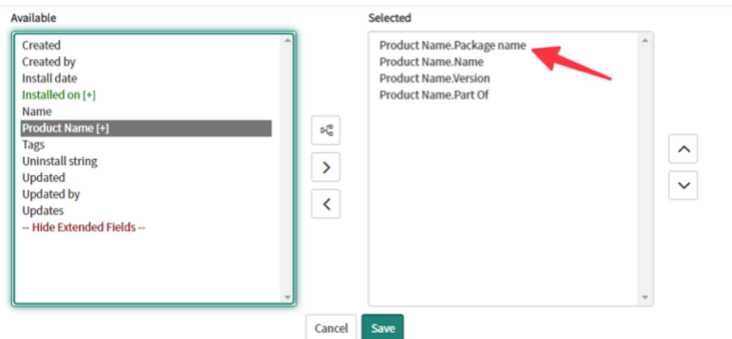 Available
Created
Created by
Install date
Installed on [+]
Name
Product Name [+]
Tags
Uninstall string
Updated
Updated by
Updates
-- Hide Extended Fields --
Selected
Product Name.Package name
Product Name.Name
Product Name.Version
Product Name.Part Of
Cancel
Save